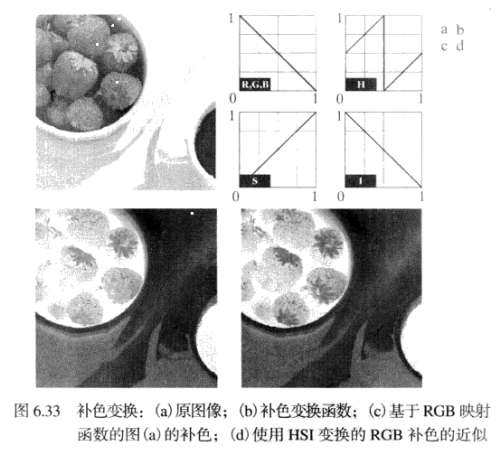 1 1 a b
c d
R,G,B H
0 1 0 1
1 1
S I
0 1 0 1
图 6.33 补色变换：(a)原图像；(b)补色变换函数；(c)基于 RGB 映射
函数的图(a)的补色；(d)使用 HSI 变换的 RGB 补色的近似